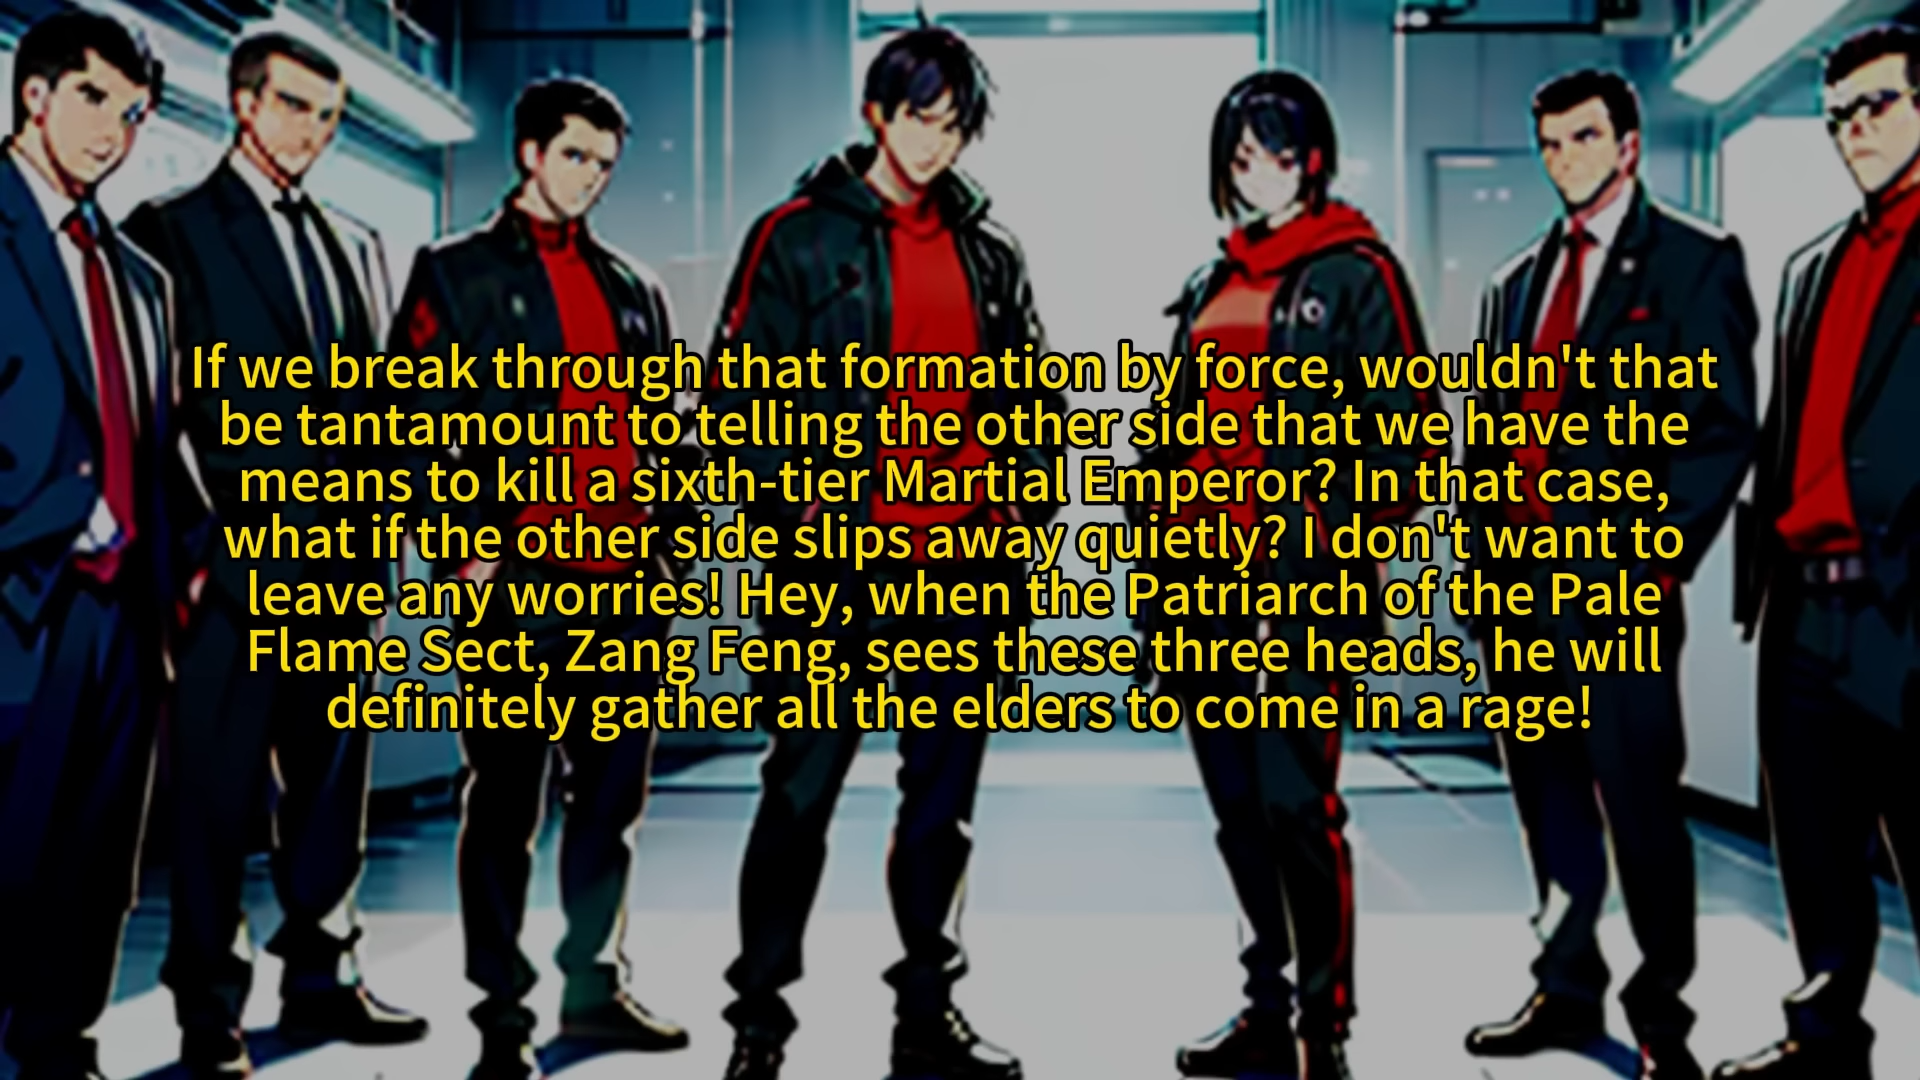 If we break through that formation by force, wouldn't that
be tantamount to telling the other side that we have the
means to kill a sixth-tier Martial Emperor? In that case,
what if the other side slips away quietly? I don't want to
leave any worries! Hey, when the Patriarch of the Pale
Flame Sect, Zang Feng, sees these three heads, he will
definitely gather all the elders to come in a rage!